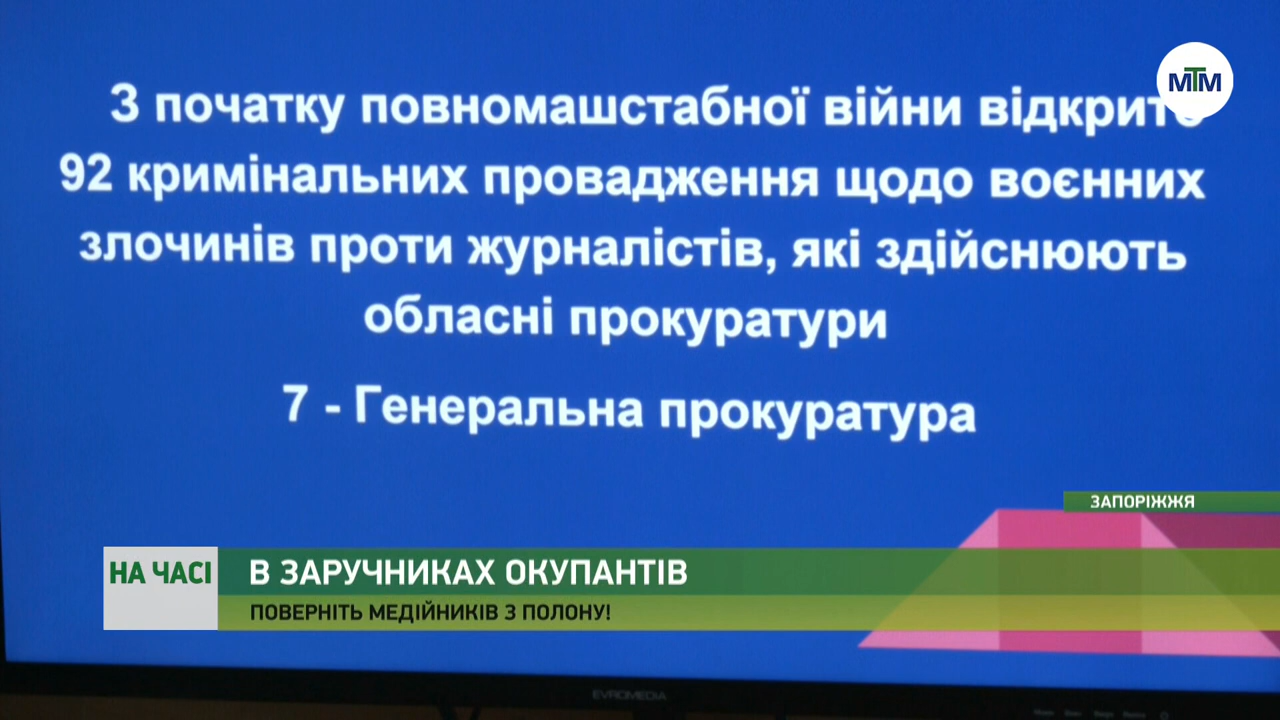 МТМ
З початку повномашстабної війни відкрито
92 кримінальних провадження щодо воєнних
злочинів проти журналістів, які здійснюють
обласні прокуратури
7 - Генеральна прокуратура
ЗАПОРІЖЖЯ
НА ЧАСІ
В ЗАРУЧНИКАХ ОКУПАНТІВ
ПОВЕРНІТЬ МЕДІЙНИКІВ З ПОЛОНУ!
EVROMEDIA